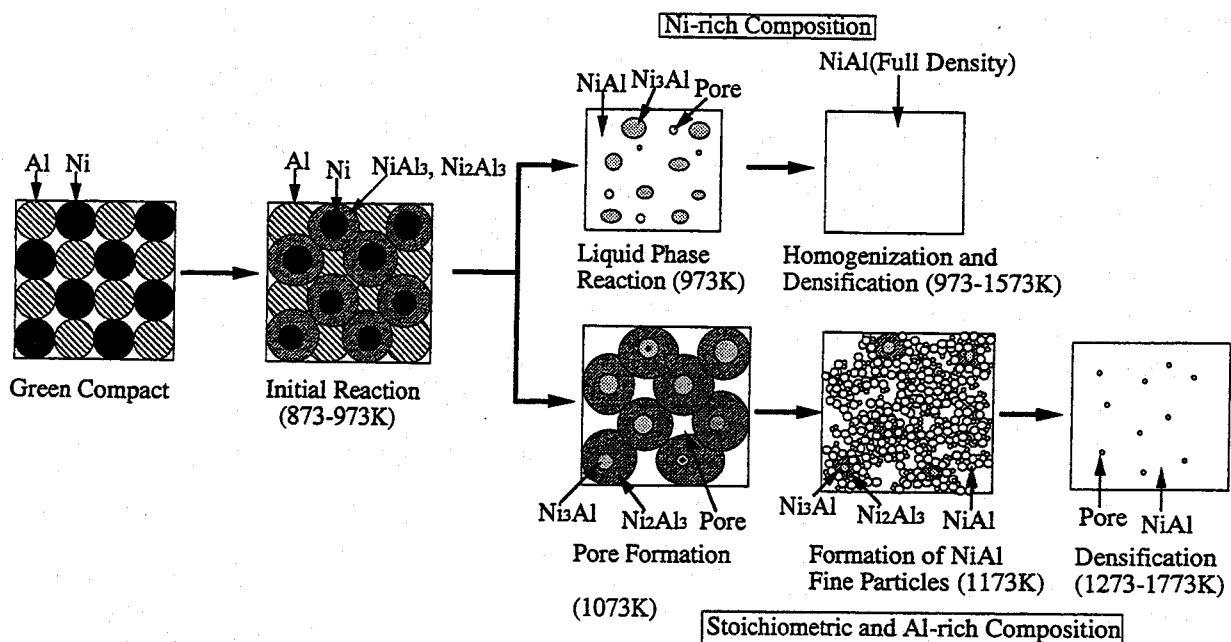 Ni-rich Composition
NiAl(Full Density)
NiAl Ni3Al Pore
Al Ni
Al Ni NiAl3, Ni2Al3
Liquid Phase
Reaction (973K)
Homogenization and
Densification (973-1573K)
Green Compact
Initial Reaction
(873-973K)
Ni3Al Ni2Al3 Pore
Pore Formation
(1073K)
Ni3Al Ni2Al3 NiAl
Formation of NiAl
Fine Particles (1173K)
Pore NiAl
Densification
(1273-1773K)
Stoichiometric and Al-rich Composition